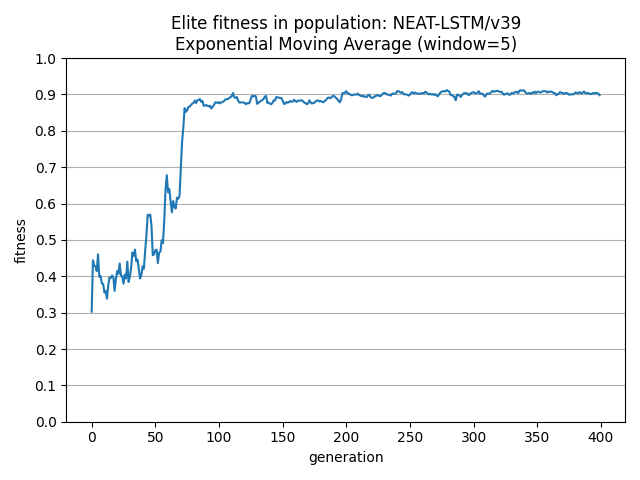 Elite fitness in population: NEAT-LSTM/v39
Exponential Moving Average (window=5)
1.0
0.9
0.8
0.7
0.6
0.5
0.4
0.3
0.2
0.1
0.0
fitness
0 50 100 150 200 250 300 350 400
generation